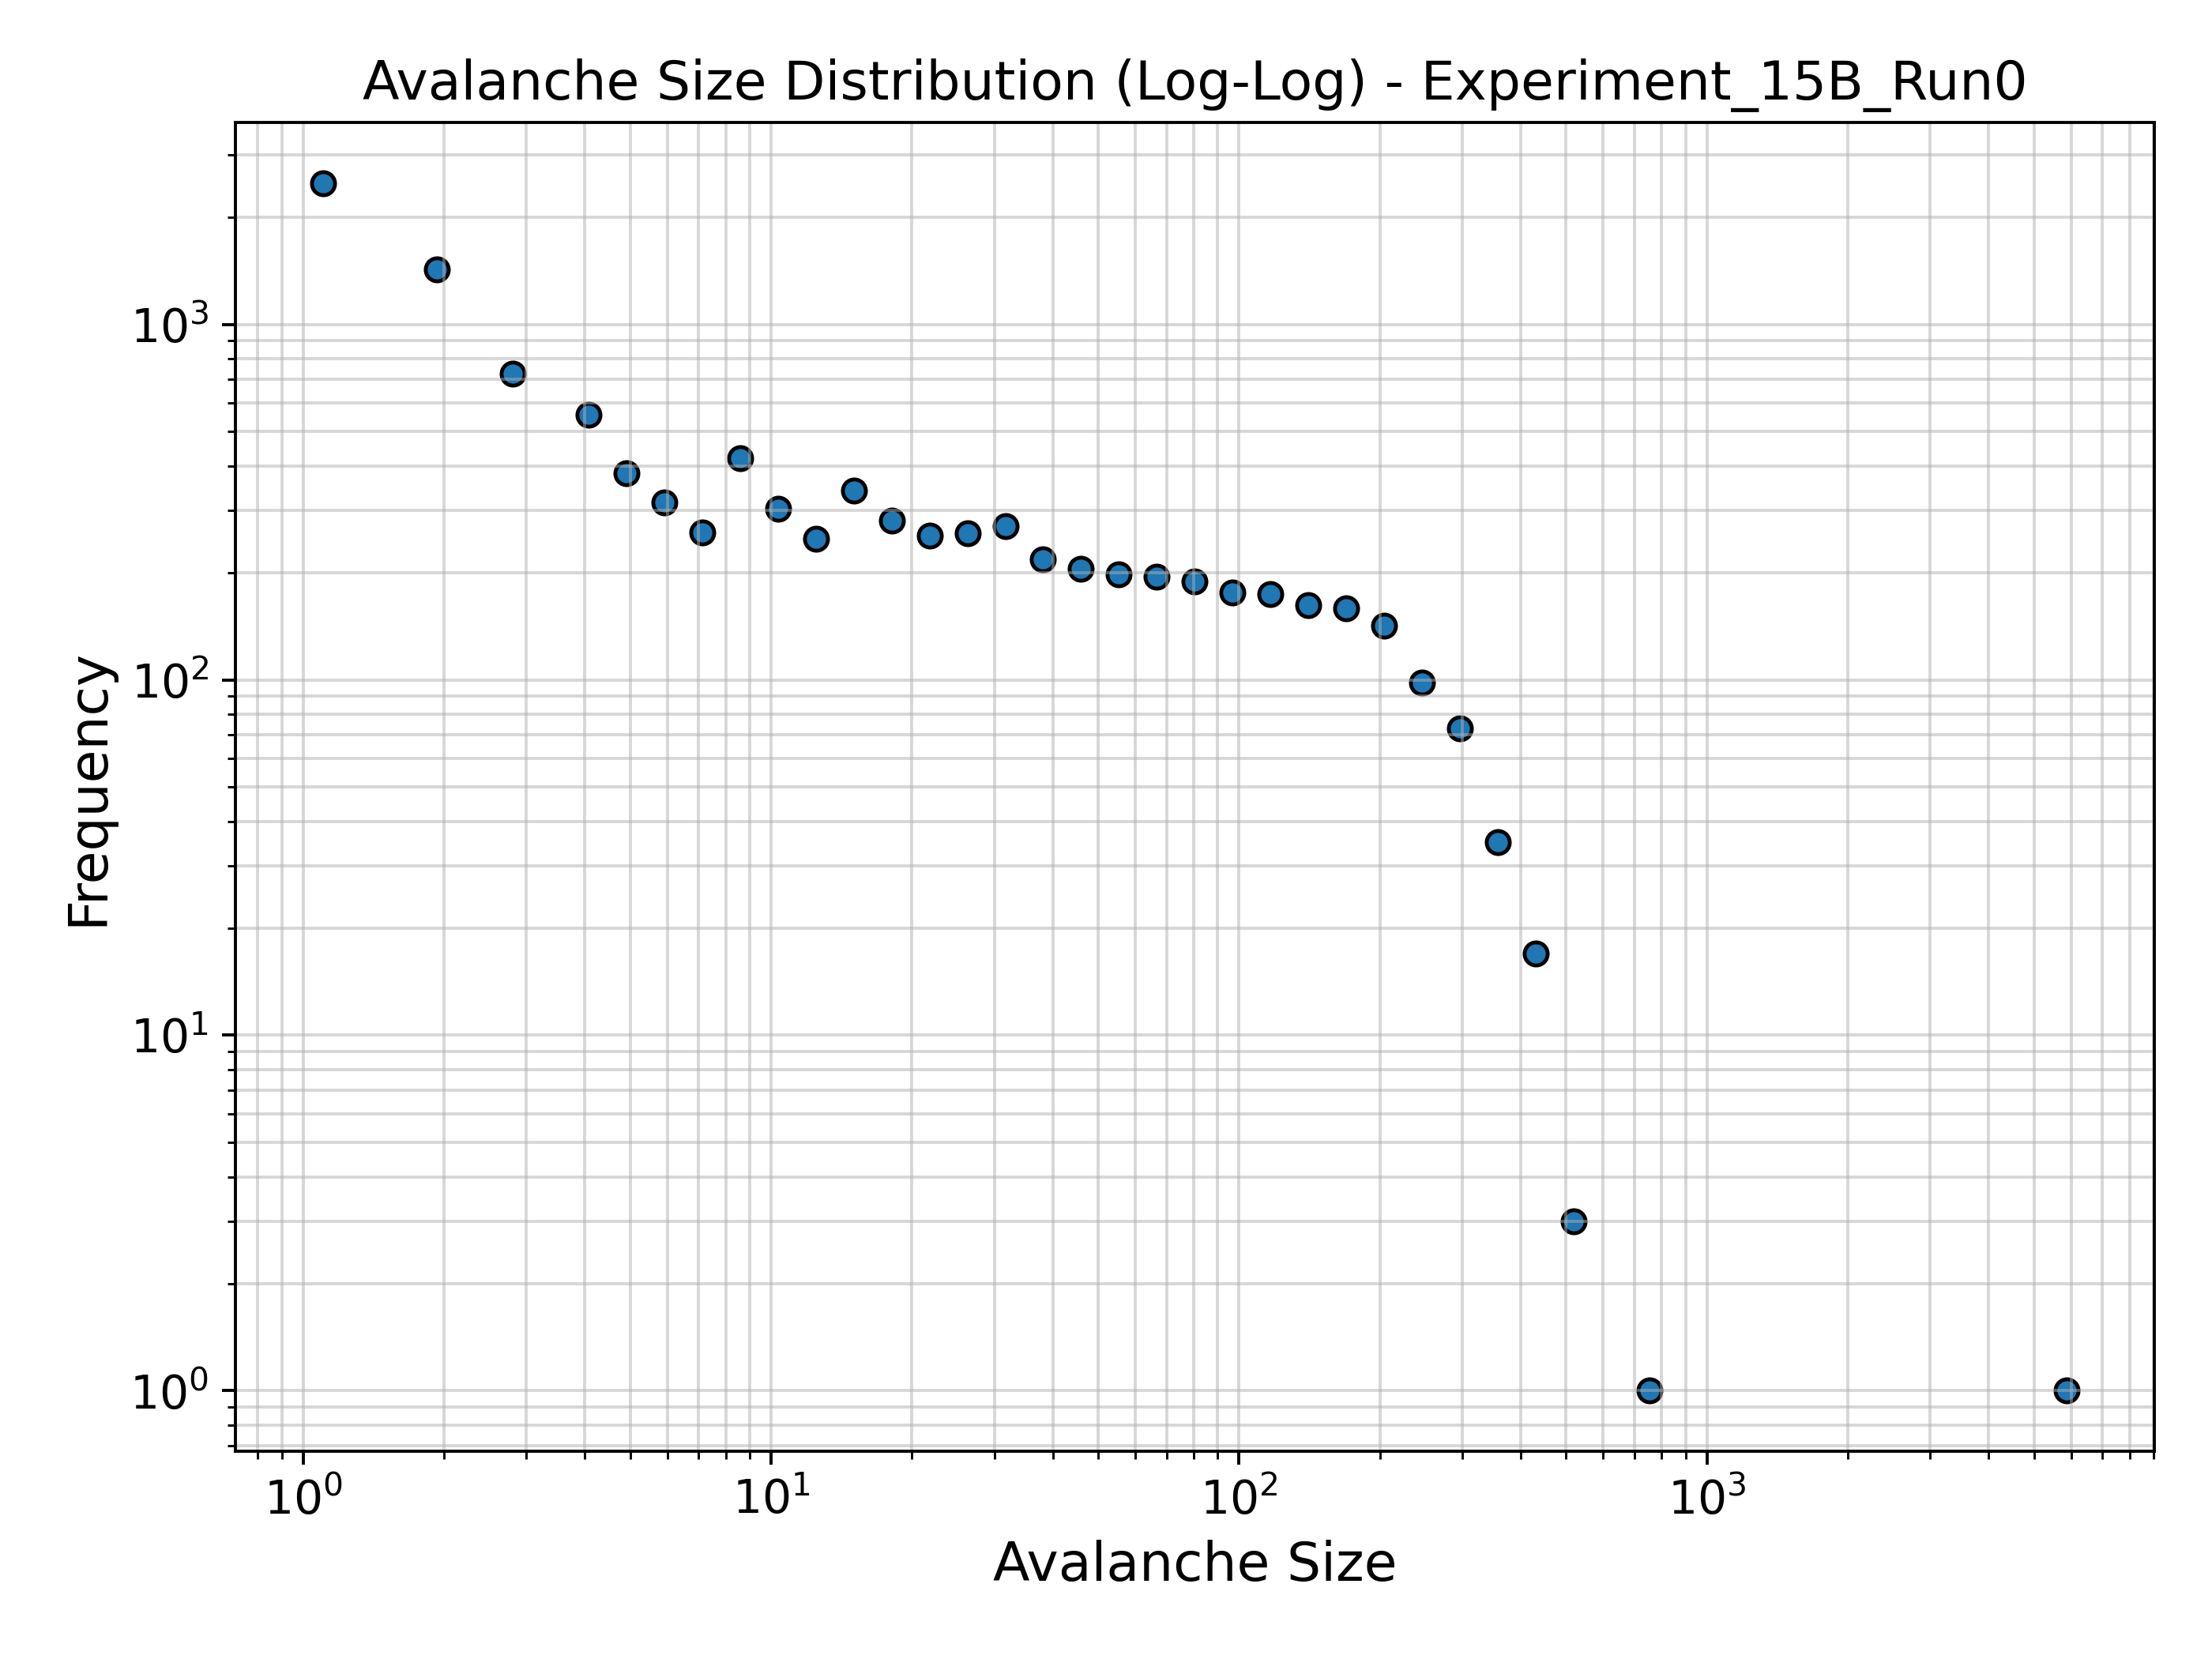 Avalanche Size Distribution (Log-Log) - Experiment_15B_Run0
Frequency
10³
10²
10¹
10⁰
10⁰ 10¹ 10² 10³
Avalanche Size